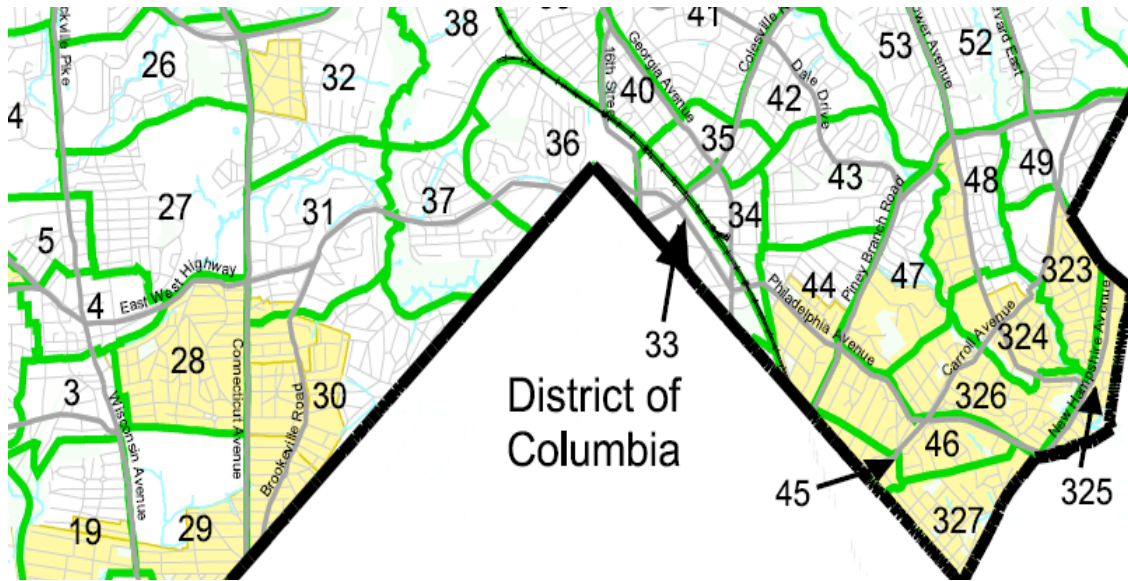 41
38
53
52
ckville Pike
26
32
16th Street
Georgia Avenue
40
Dale Drive
42
4
35
36
43
48
49
27
31
37
34
5
Piney Branch Road
47
44
323
East West Highway
4
Philadelphia Avenue
33
324
Carroll Avenue
New Hampshire Avenue
28
Connecticut Avenue
3
Wisconsin Avenue
30
Brookeville Road
District of
Columbia
326
46
45
325
19
29
327